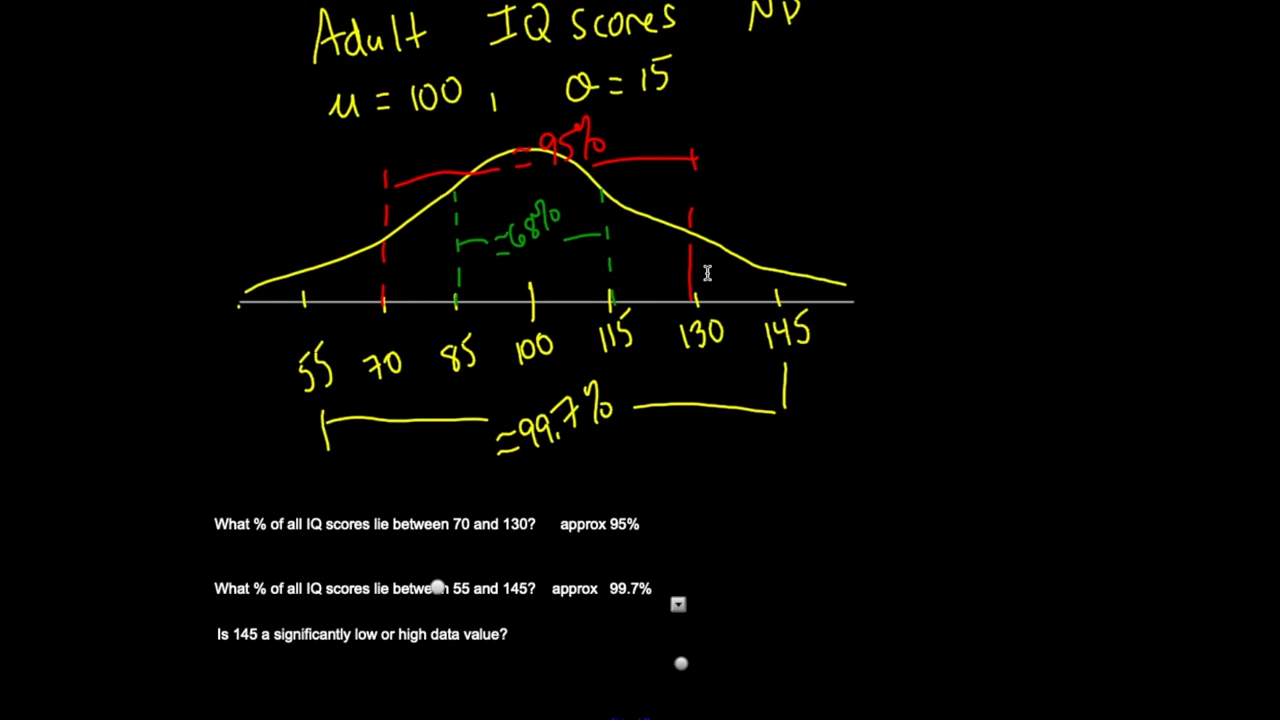 Adult IQ scores ND
μ = 100, σ = 15
≈ 95%
≈68%
55 70 85 100 115 130 145
≈99.7%
What % of all IQ scores lie between 70 and 130? approx 95%
What % of all IQ scores lie between 55 and 145? approx 99.7%
Is 145 a significantly low or high data value?